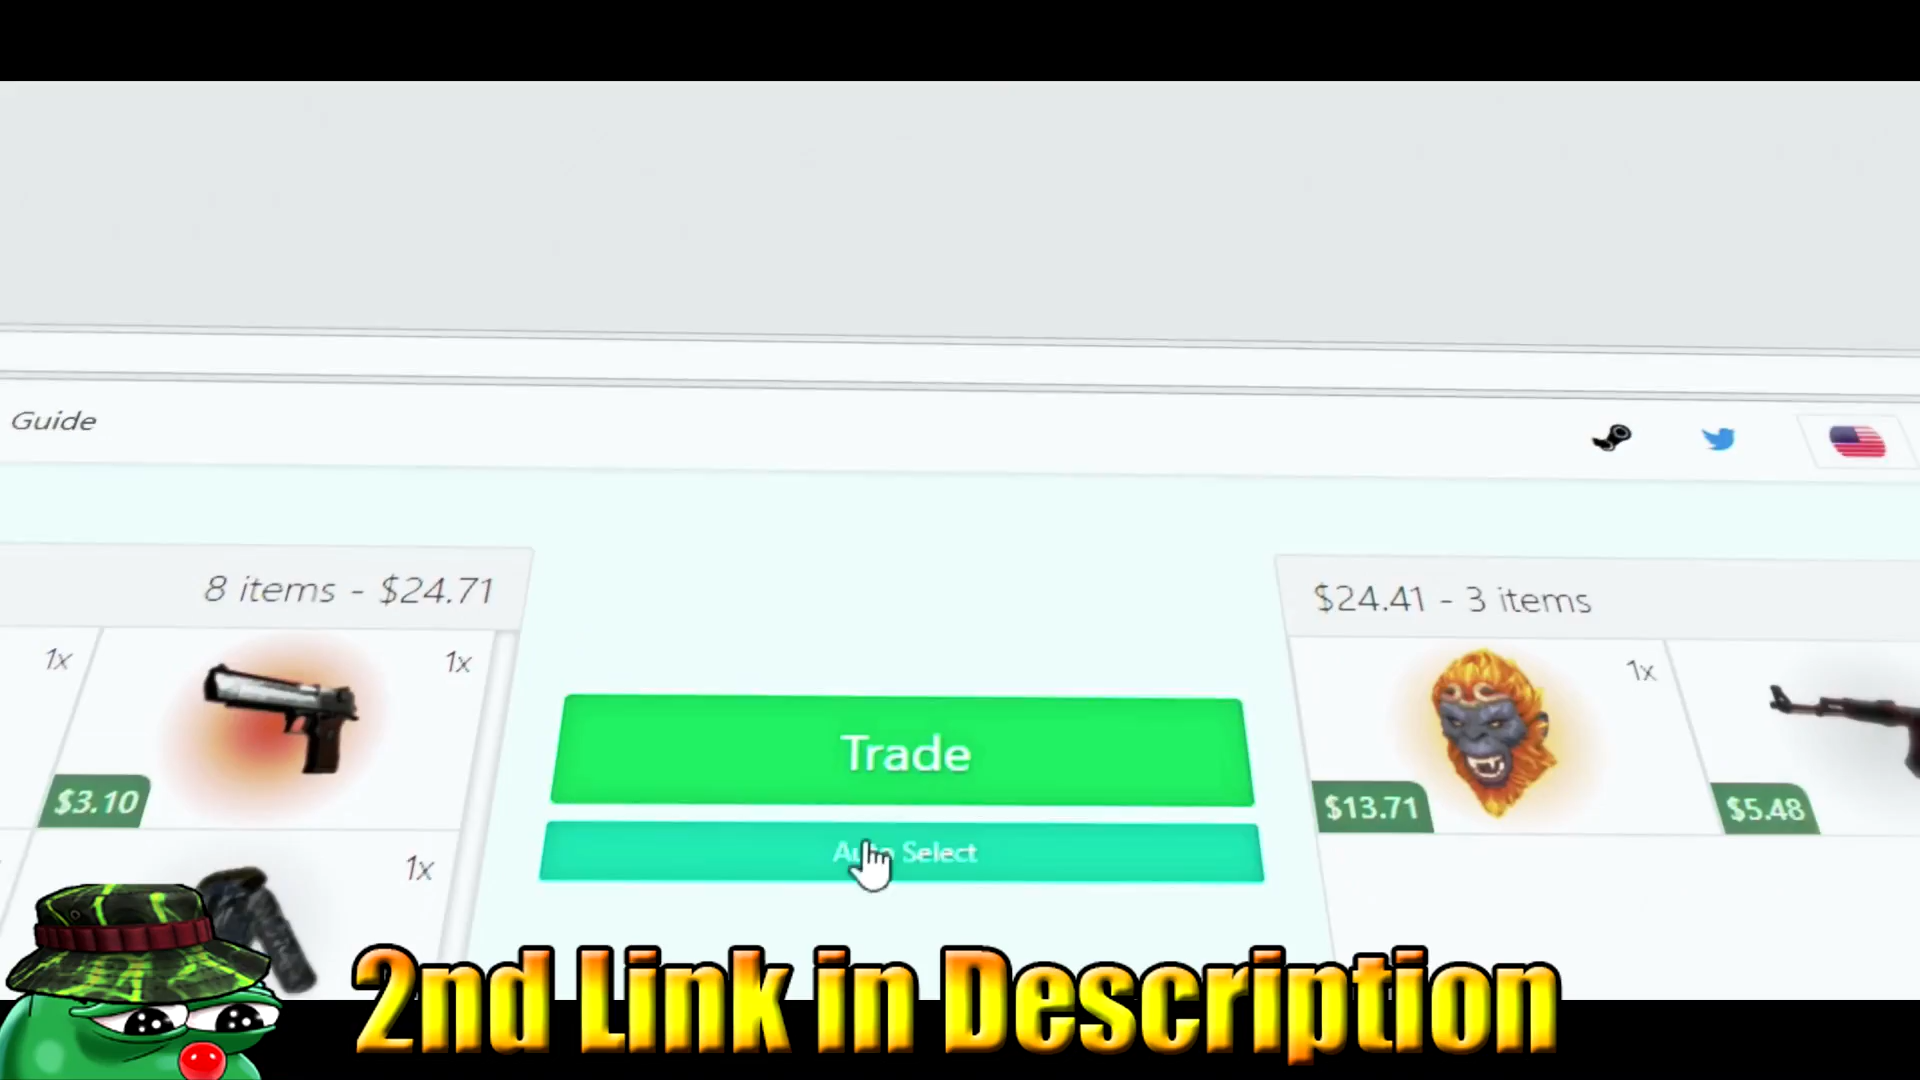 Guide
8 items - $24.71
$24.41 - 3 items
1x
1x
1x
$3.10
Trade
$13.71
$5.48
Auto Select
1x
2nd Link in Description